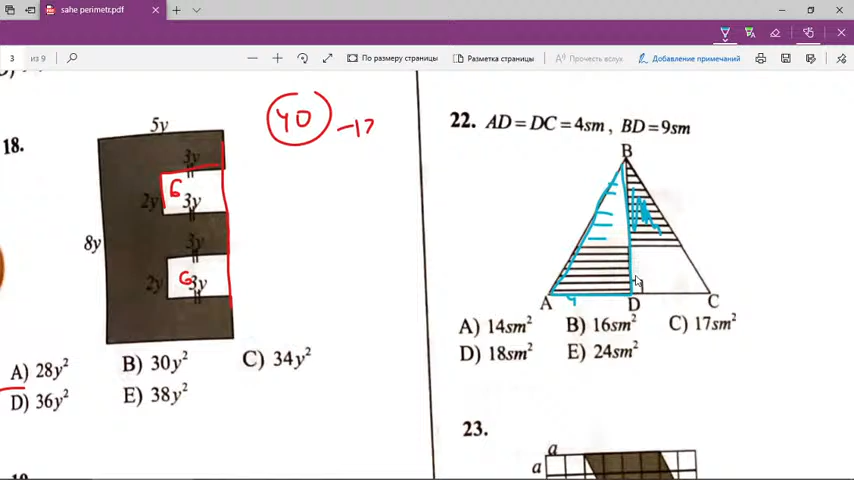 sahe perimetr.pdf
3 из 9
По размеру страницы
Разметка страницы
Прочесть вслух
Добавление примечаний
18.
5y
40
-12
3y
6
2y
3y
8y
3y
2y
6
3y
A) 28y² B) 30y² C) 34y²
D) 36y² E) 38y²
22. AD = DC = 4sm, BD = 9sm
B
A 4 D C
A) 14sm² B) 16sm² C) 17sm²
D) 18sm² E) 24sm²
23.
a
a